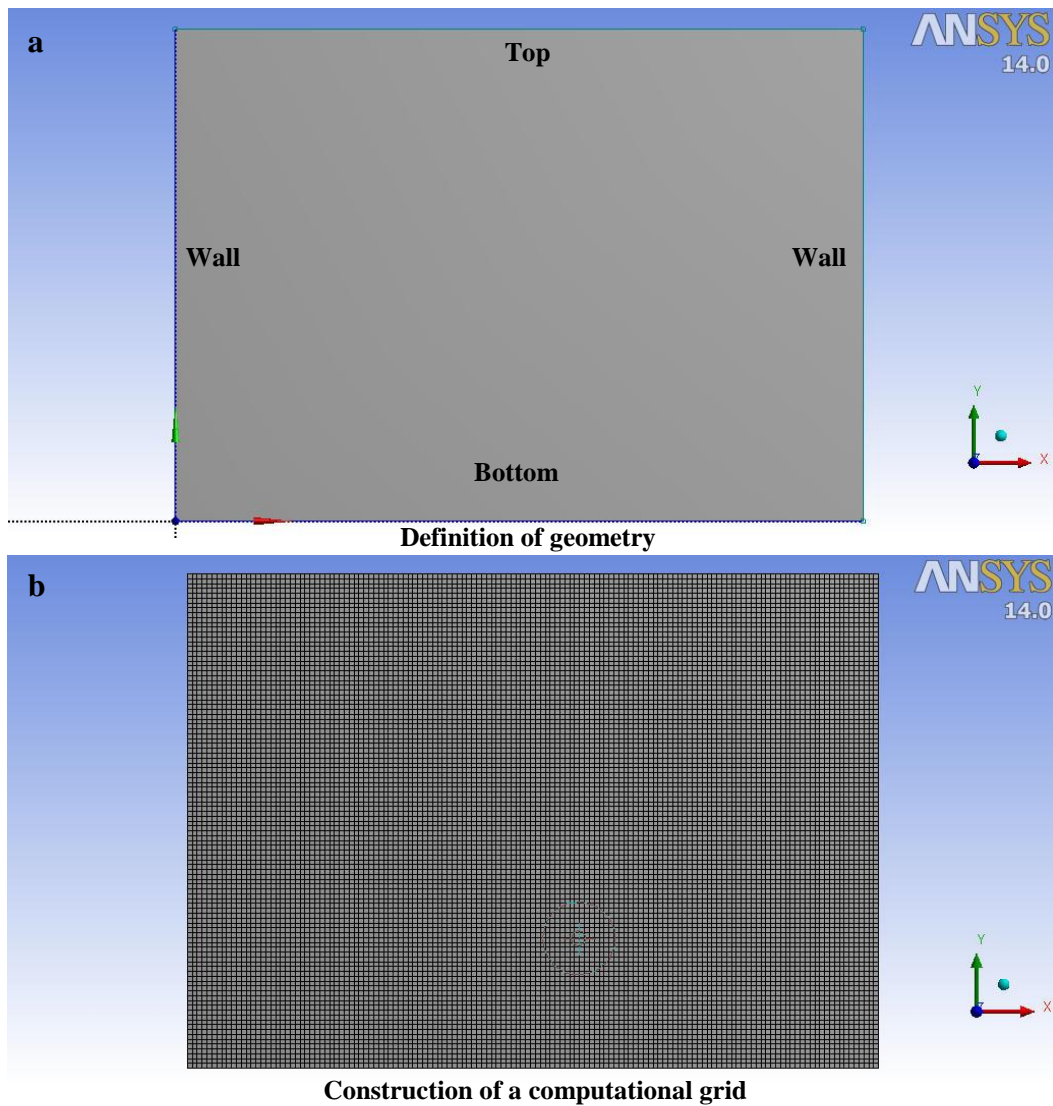 a
ANSYS
14.0
Top
Wall
Wall
Bottom
Y
X
Z
Definition of geometry
b
ANSYS
14.0
Y
X
Z
Construction of a computational grid